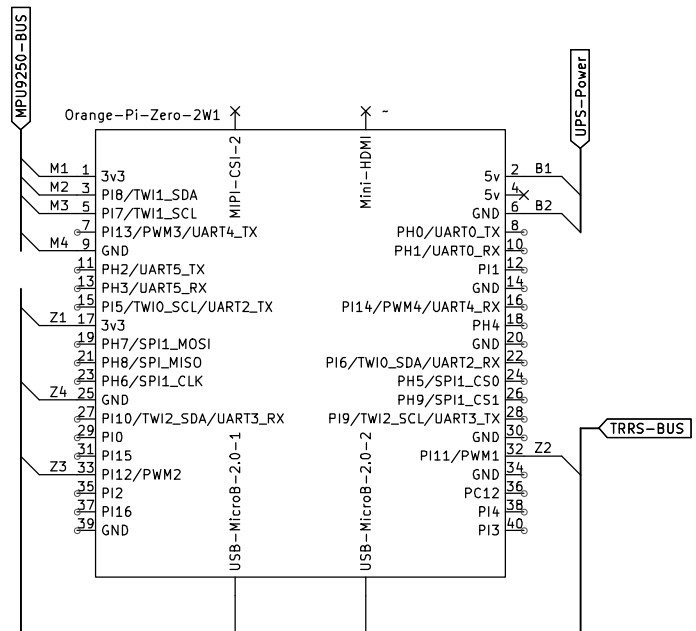 MPU9250-BUS
UPS-Power
Orange-Pi-Zero-2W1
~
MIPI-CSI-2
Mini-HDMI
M1 1 3v3
5v 2 B1
M2 3 PI8/TWI1_SDA
5v 4
M3 5 PI7/TWI1_SCL
GND 6 B2
7 PI13/PWM3/UART4_TX
PH0/UART0_TX 8
M4 9 GND
PH1/UART0_RX 10
11 PH2/UART5_TX
PI1 12
13 PH3/UART5_RX
GND 14
15 PI5/TWI0_SCL/UART2_TX
PI14/PWM4/UART4_RX 16
Z1 17 3v3
PH4 18
19 PH7/SPI1_MOSI
GND 20
21 PH8/SPI_MISO
PI6/TWI0_SDA/UART2_RX 22
23 PH6/SPI1_CLK
PH5/SPI1_CS0 24
Z4 25 GND
PH9/SPI1_CS1 26
27 PI10/TWI2_SDA/UART3_RX
PI9/TWI2_SCL/UART3_TX 28
29 PI0
GND 30
TRRS-BUS
31 PI15
PI11/PWM1 32 Z2
Z3 33 PI12/PWM2
GND 34
35 PI2
PC12 36
37 PI16
PI4 38
39 GND
PI3 40
USB-MicroB-2.0-1
USB-MicroB-2.0-2